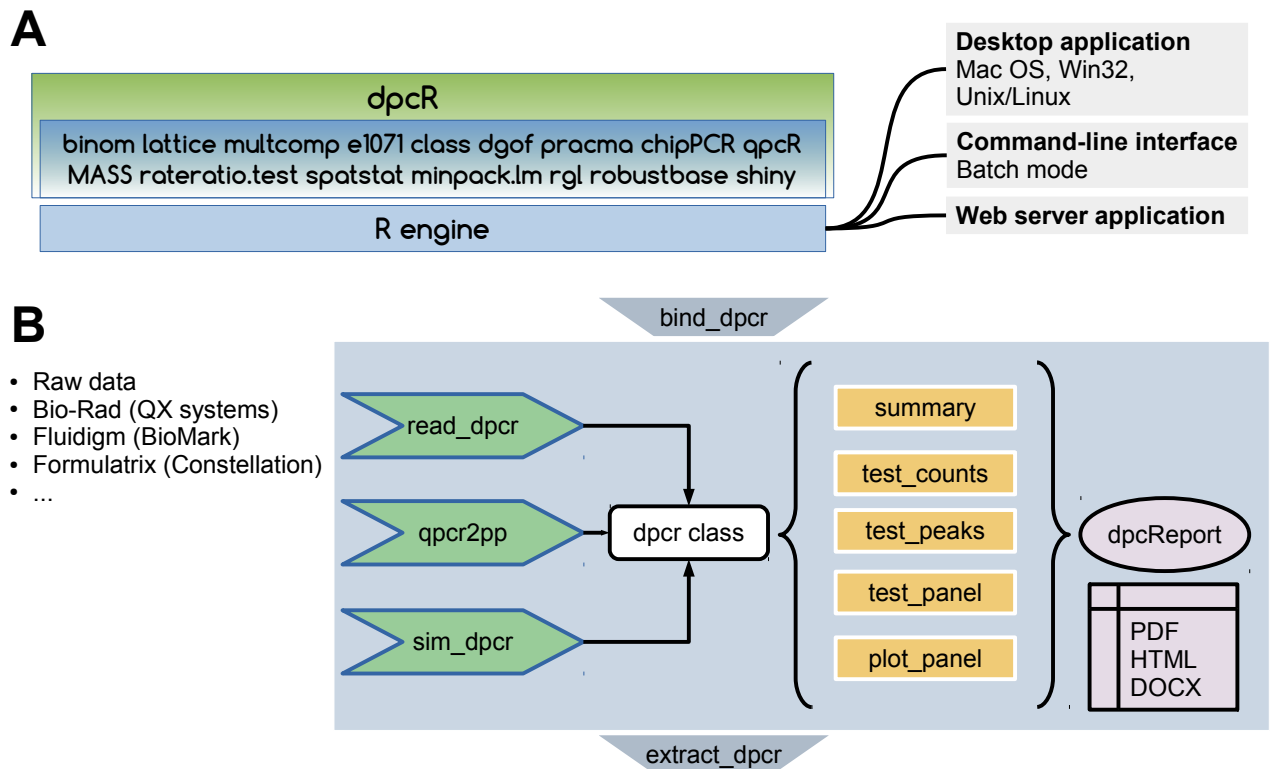 A
dpcR
binom lattice multcomp e1071 class dgof pracma chipPCR qpcR
MASS rateratio.test spatstat minpack.lm rgl robustbase shiny
R engine
Desktop application
Mac OS, Win32,
Unix/Linux
Command-line interface
Batch mode
Web server application
B
• Raw data
• Bio-Rad (QX systems)
• Fluidigm (BioMark)
• Formulatrix (Constellation)
• ...
bind_dpcr
read_dpcr
qpcr2pp
sim_dpcr
dpcr class
summary
test_counts
test_peaks
test_panel
plot_panel
dpcReport
PDF
HTML
DOCX
extract_dpcr